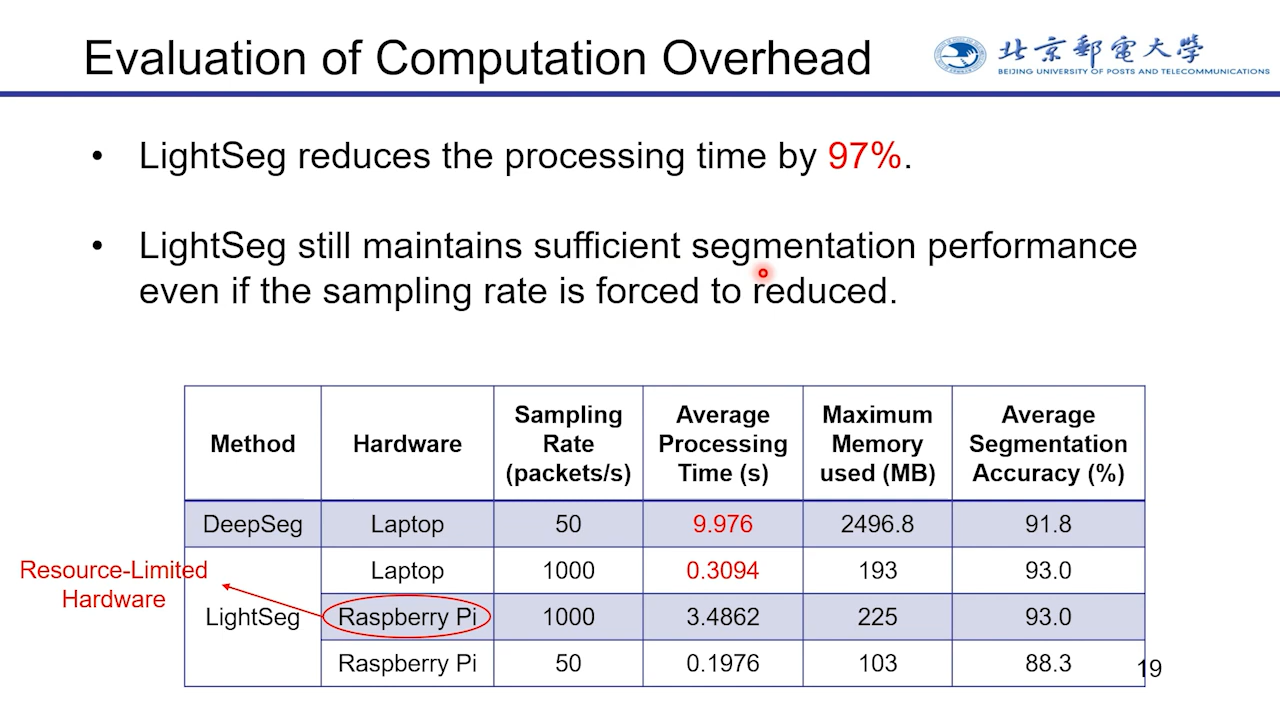 Evaluation of Computation Overhead
北京郵電大學
BEIJING UNIVERSITY OF POSTS AND TELECOMMUNICATIONS
• LightSeg reduces the processing time by 97%.
• LightSeg still maintains sufficient segmentation performance
even if the sampling rate is forced to reduced.
Method Hardware Sampling Rate (packets/s) Average Processing Time (s) Maximum Memory used (MB) Average Segmentation Accuracy (%)
DeepSeg Laptop 50 9.976 2496.8 91.8
Laptop 1000 0.3094 193 93.0
Resource-Limited
Hardware
LightSeg Raspberry Pi 1000 3.4862 225 93.0
Raspberry Pi 50 0.1976 103 88.3
19